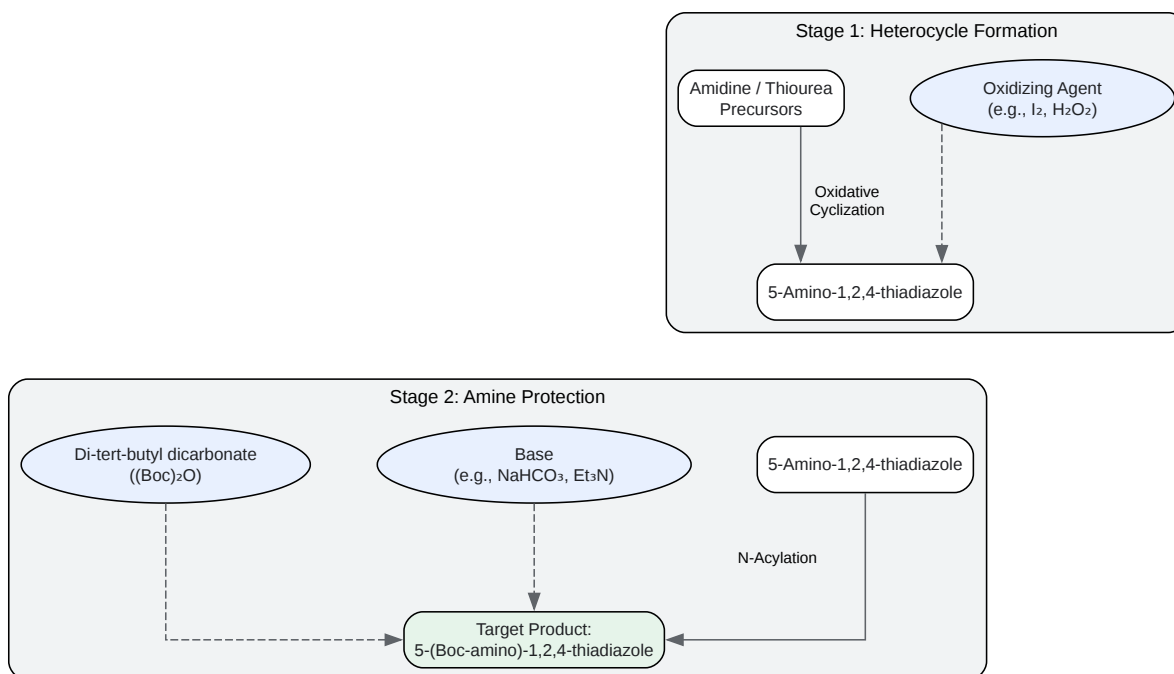 Stage 1: Heterocycle Formation
Amidine / Thiourea
Precursors
Oxidizing Agent
(e.g., I₂, H₂O₂)
Oxidative
Cyclization
5-Amino-1,2,4-thiadiazole
Stage 2: Amine Protection
Di-tert-butyl dicarbonate
((Boc)₂O)
Base
(e.g., NaHCO₃, Et₃N)
5-Amino-1,2,4-thiadiazole
N-Acylation
Target Product:
5-(Boc-amino)-1,2,4-thiadiazole